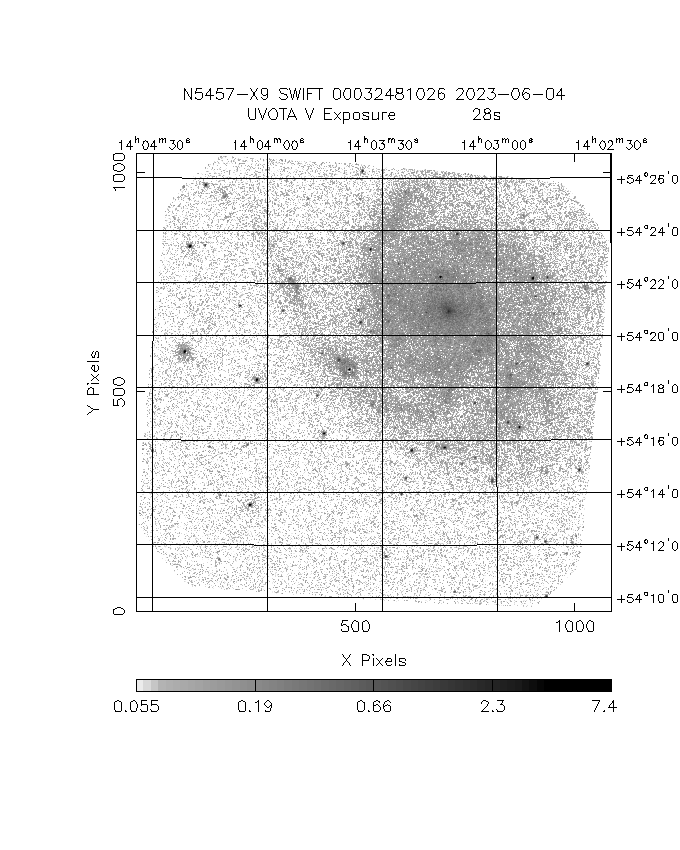 N5457-X9 SWIFT 00032481026 2023-06-04
UVOTA V Exposure 28s
14ʰ04ᵐ30ˢ 14ʰ04ᵐ00ˢ 14ʰ03ᵐ30ˢ 14ʰ03ᵐ00ˢ 14ʰ02ᵐ30ˢ
1000
+54°26'0
+54°24'0
+54°22'0
+54°20'0
Y Pixels
500
+54°18'0
+54°16'0
+54°14'0
+54°12'0
+54°10'0
0
500 1000
X Pixels
0.055 0.19 0.66 2.3 7.4